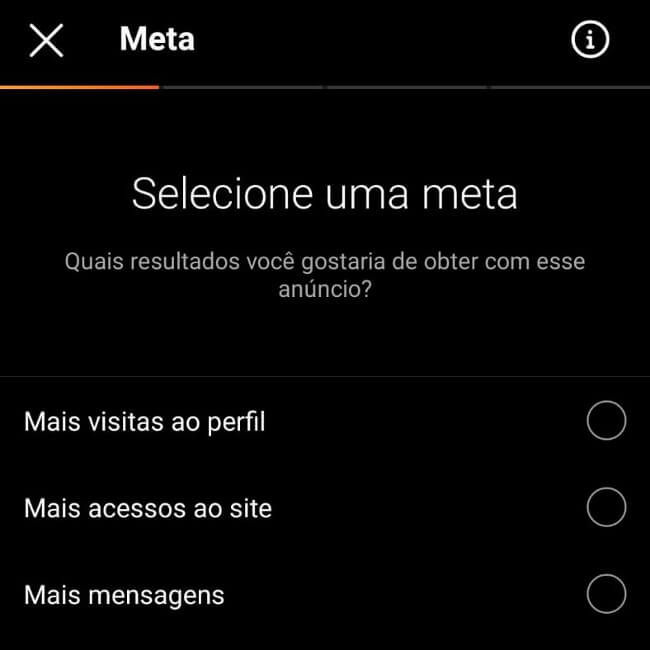 Meta
Selecione uma meta
Quais resultados você gostaria de obter com esse
anúncio?
Mais visitas ao perfil
Mais acessos ao site
Mais mensagens